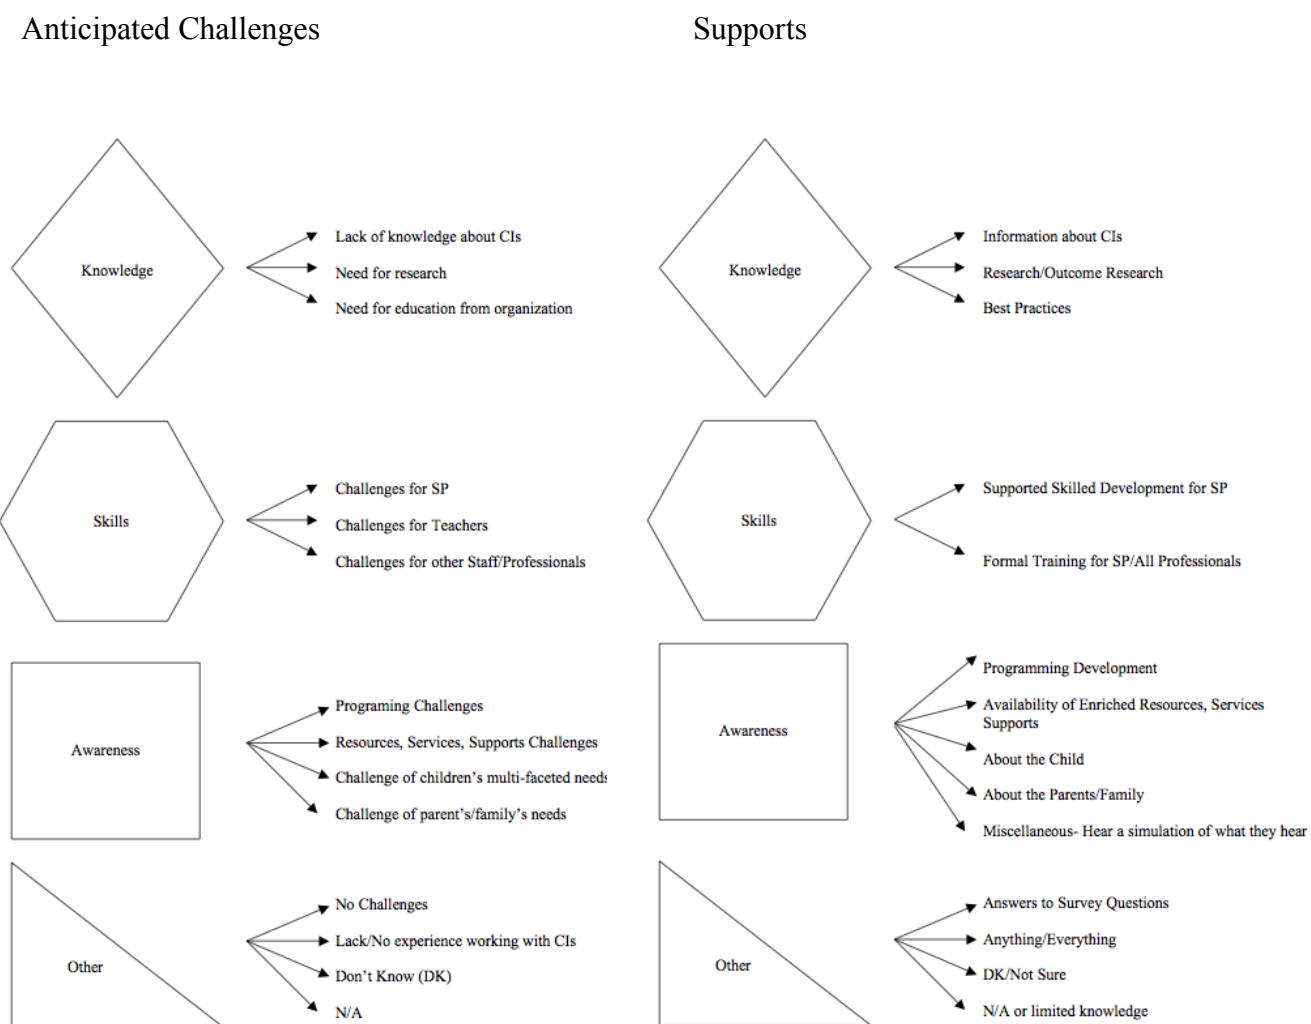 Anticipated Challenges
Supports
Knowledge
Lack of knowledge about CIs
Need for research
Need for education from organization
Knowledge
Information about CIs
Research/Outcome Research
Best Practices
Skills
Challenges for SP
Challenges for Teachers
Challenges for other Staff/Professionals
Skills
Supported Skilled Development for SP
Formal Training for SP/All Professionals
Awareness
Programing Challenges
Resources, Services, Supports Challenges
Challenge of children's multi-faceted needs
Challenge of parent's/family's needs
Awareness
Programming Development
Availability of Enriched Resources, Services
Supports
About the Child
About the Parents/Family
Miscellaneous- Hear a simulation of what they hear
Other
No Challenges
Lack/No experience working with CIs
Don't Know (DK)
N/A
Other
Answers to Survey Questions
Anything/Everything
DK/Not Sure
N/A or limited knowledge